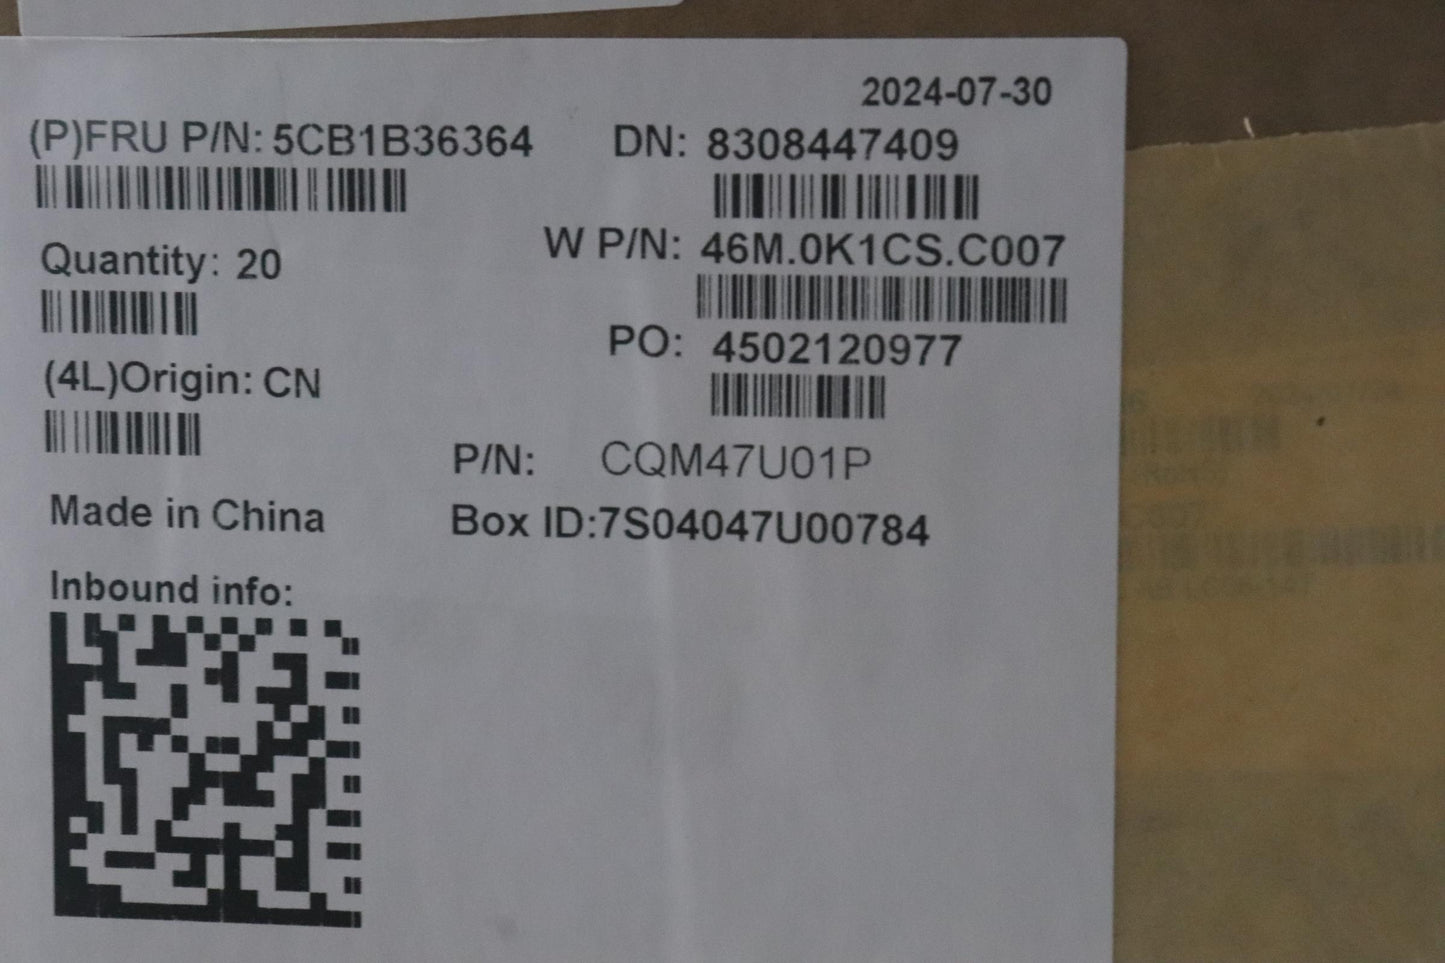 2024-07-30
(P)FRU P/N: 5CB1B36364
DN: 8308447409
Quantity: 20
W P/N: 46M.0K1CS.C007
(4L)Origin: CN
PO: 4502120977
P/N: CQM47U01P
Made in China
Box ID:7S04047U00784
Inbound info: